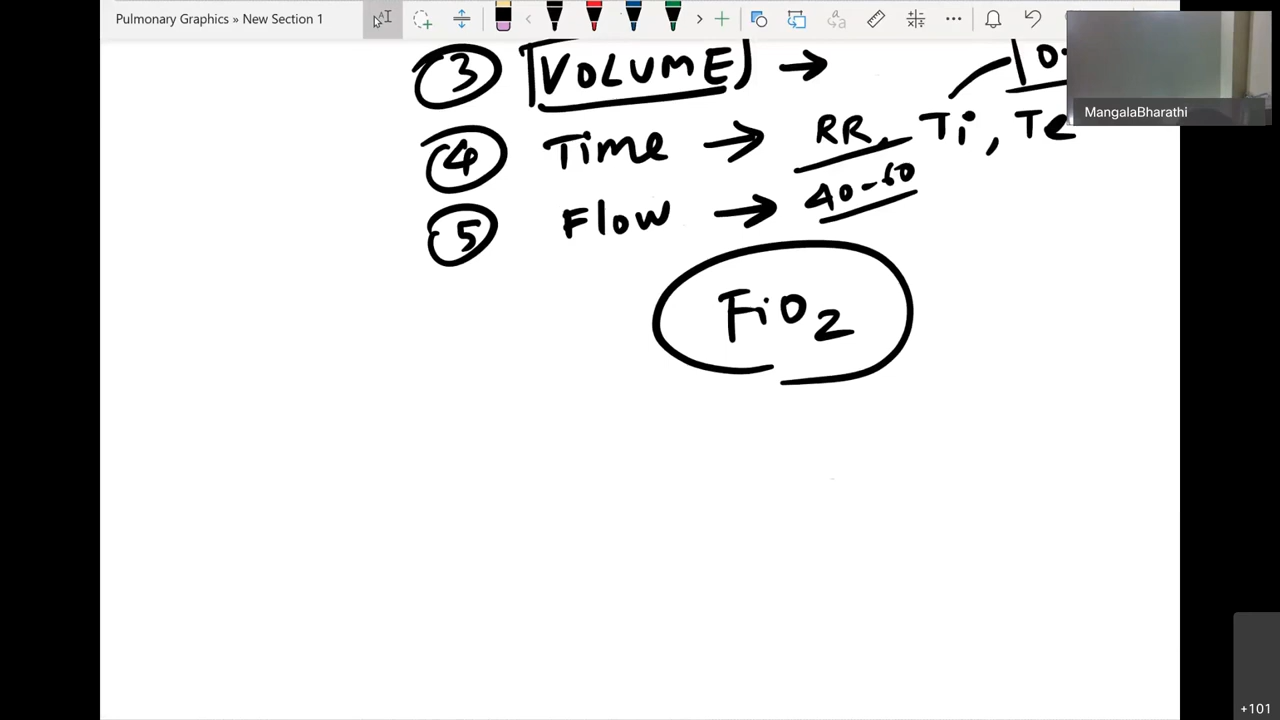 Pulmonary Graphics » New Section 1
MangalaBharathi
3 VOLUME →
4 Time → RR, Ti, Te
40-60
5 Flow →
FiO2
+101